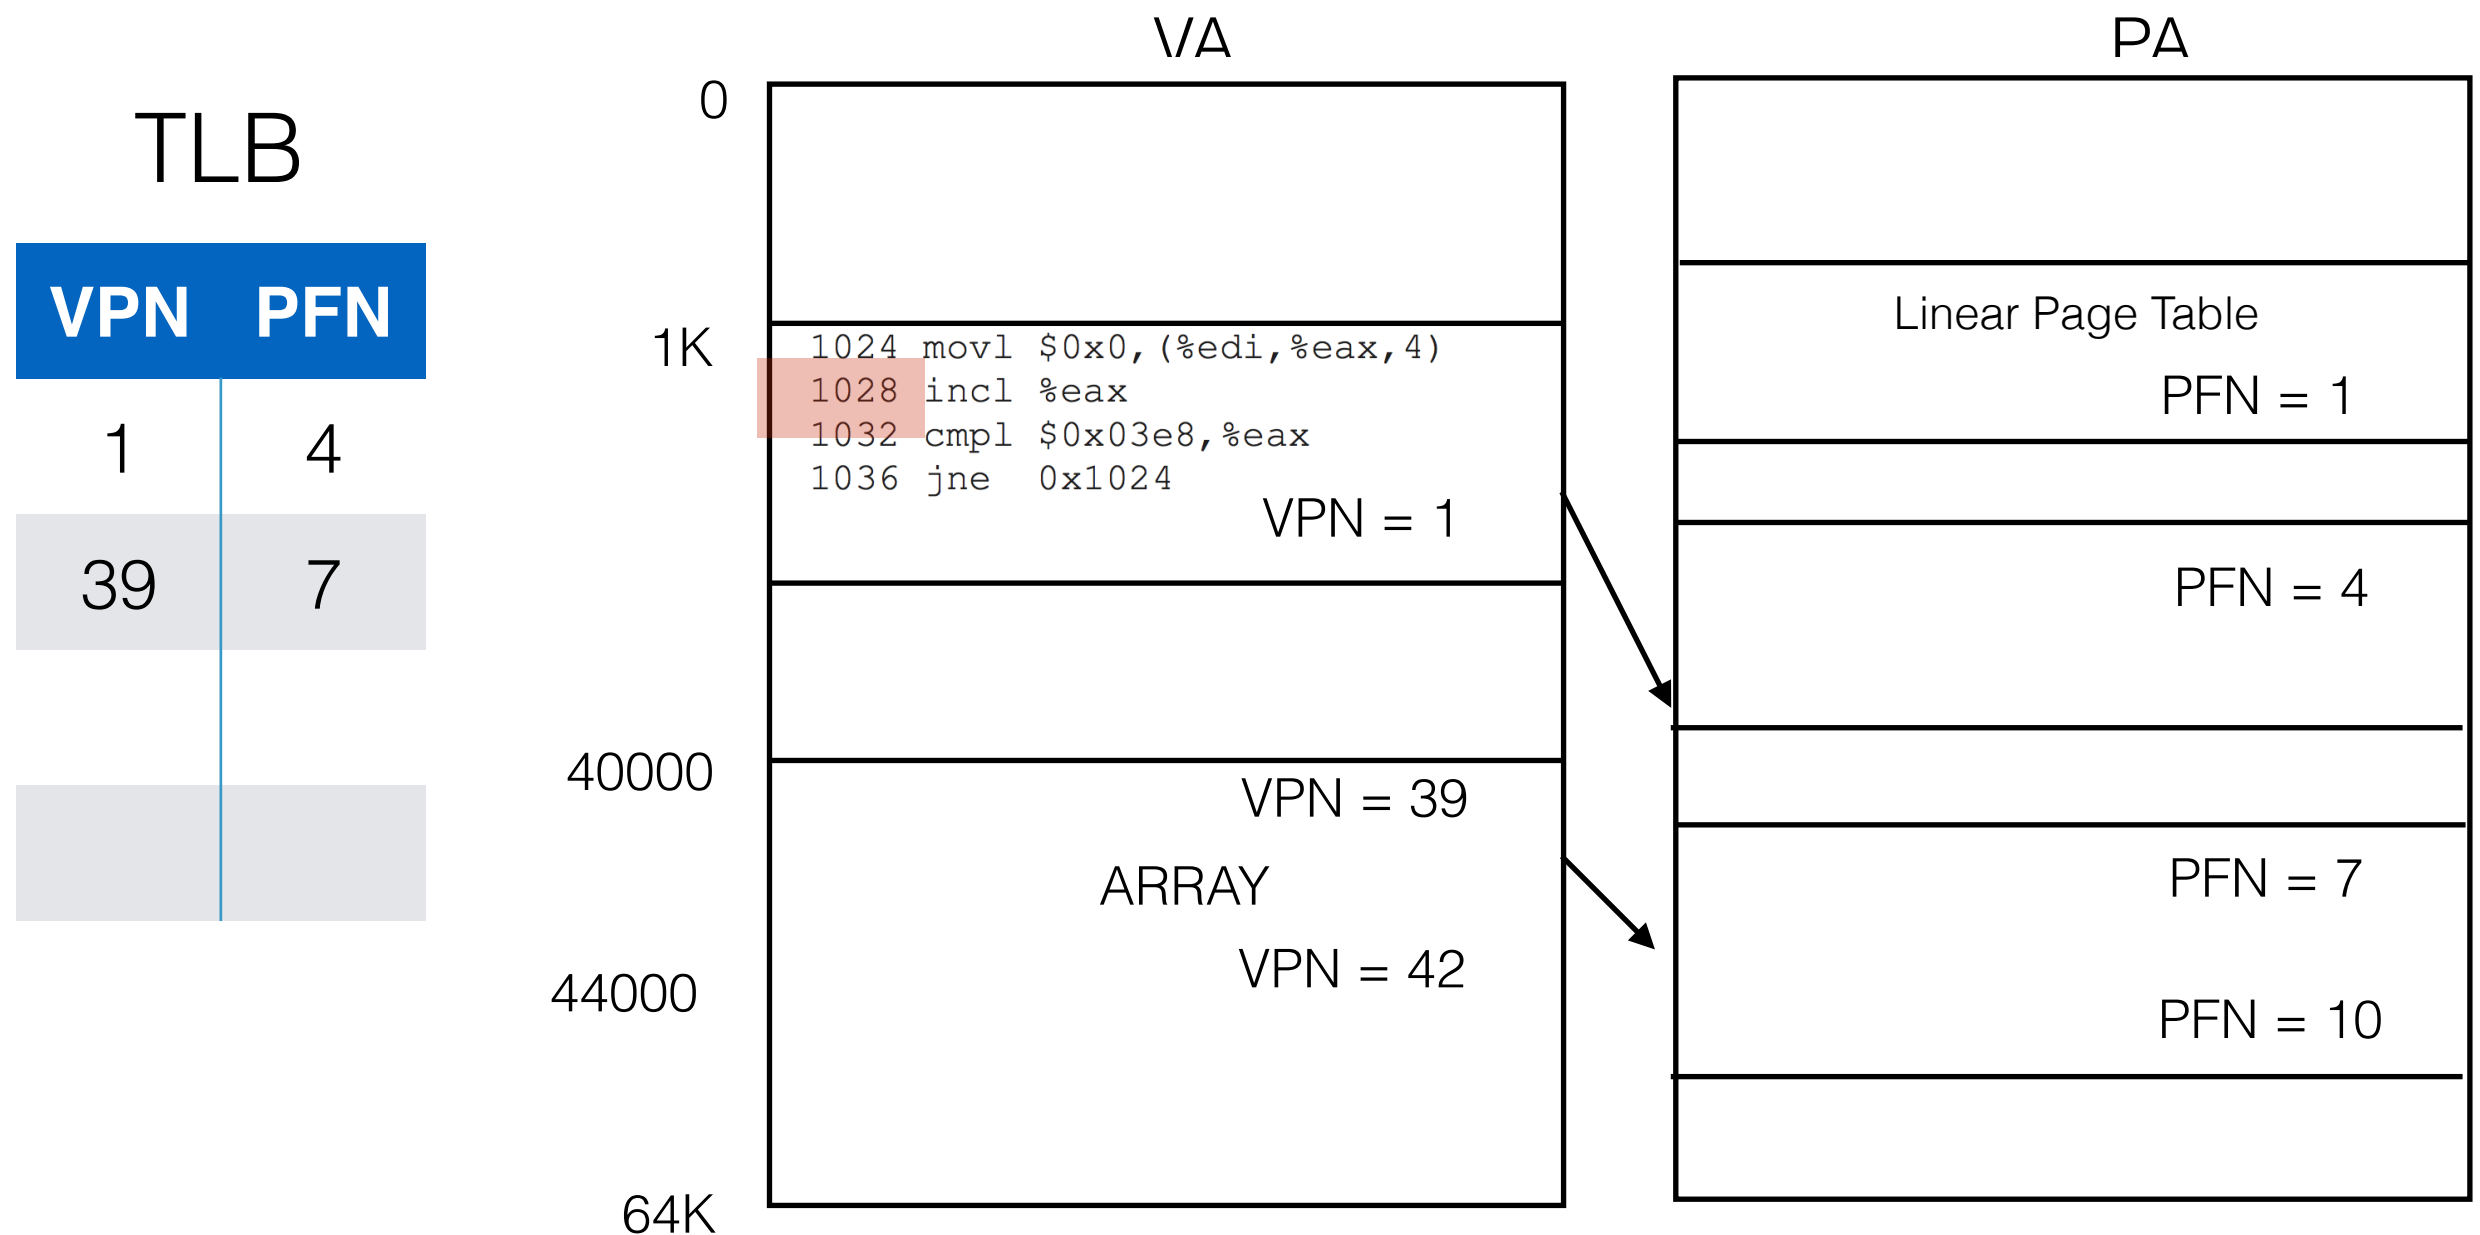 TLB
VPN PFN
1 4
39 7
VA
0
1K
1024 movl $0x0,(%edi,%eax,4)
1028 incl %eax
1032 cmpl $0x03e8,%eax
1036 jne 0x1024
VPN = 1
40000
VPN = 39
ARRAY
VPN = 42
44000
64K
PA
Linear Page Table
PFN = 1
PFN = 4
PFN = 7
PFN = 10